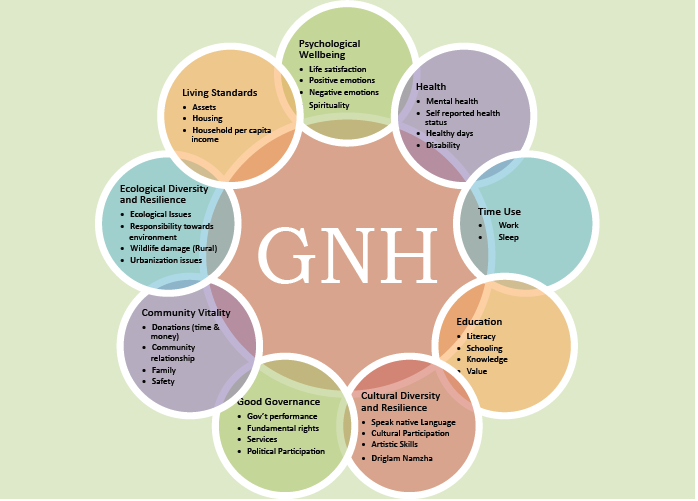 Psychological
Wellbeing
• Life satisfaction
• Positive emotions
• Negative emotions
Spirituality
Health
• Mental health
• Self reported health
status
• Healthy days
• Disability
Time Use
• Work
• Sleep
Education
• Literacy
• Schooling
• Knowledge
• Value
Cultural Diversity
and Resilience
• Speak native Language
• Cultural Participation
• Artistic Skills
• Driglam Namzha
Good Governance
• Gov't performance
• Fundamental rights
• Services
• Political Participation
Community Vitality
• Donations (time &
money)
• Community
relationship
• Family
• Safety
Ecological Diversity
and Resilience
• Ecological Issues
• Responsibility towards
environment
• Wildlife damage (Rural)
• Urbanization issues
Living Standards
• Assets
• Housing
• Household per capita
income
GNH